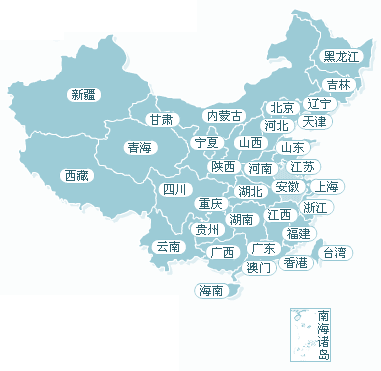 黑龙江
吉林
新疆
辽宁
北京
内蒙古
甘肃
天津
河北
宁夏
山西
青海
山东
陕西
河南
江苏
西藏
四川
湖北
安徽
上海
重庆
浙江
湖南
江西
贵州
福建
云南
广西
广东
台湾
澳门
香港
海南
南海诸岛